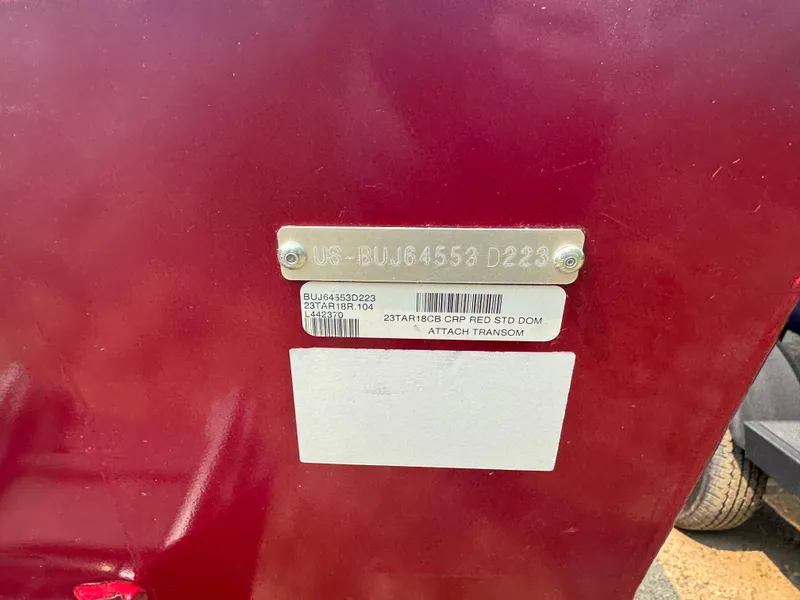 US-BUJ64553D223
BUJ64553D223
23TAR18R.104
L442370
23TAR18CB CRP RED STD DOM
ATTACH TRANSOM